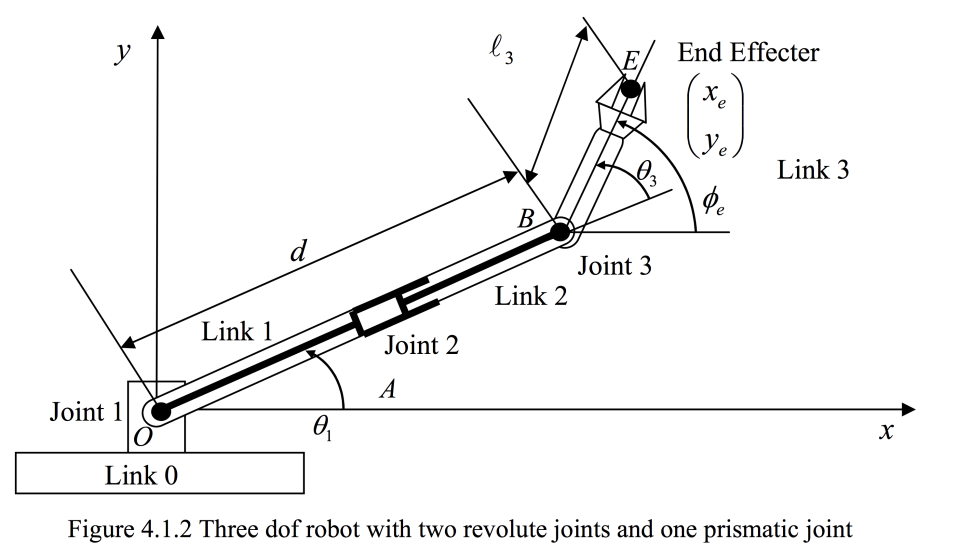 y
ℓ₃
E
End Effecter
xₑ
yₑ
Link 3
θ₃
ϕₑ
B
d
Joint 3
Link 2
Link 1
Joint 2
A
Joint 1
O
θ₁
x
Link 0
Figure 4.1.2 Three dof robot with two revolute joints and one prismatic joint